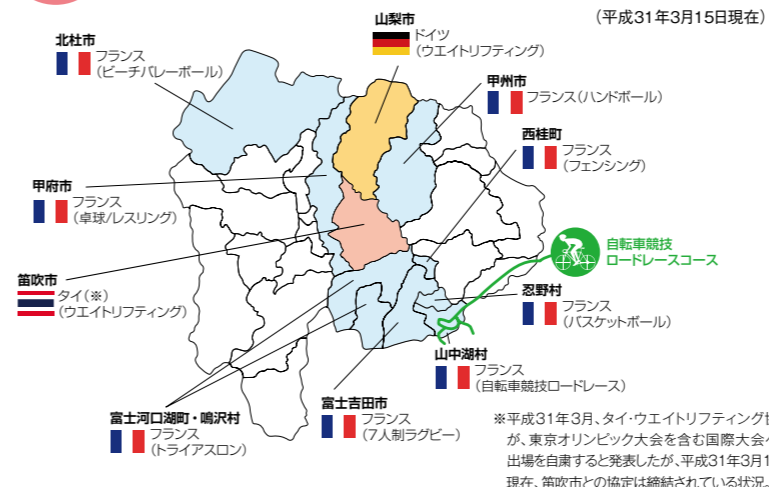 （平成31年3月15日現在）
山梨市
ドイツ
（ウエイトリフティング）
北杜市
フランス
（ビーチバレーボール）
甲州市
フランス（ハンドボール）
西桂町
フランス
（フェンシング）
甲府市
フランス
（卓球/レスリング）
自転車競技
ロードレースコース
笛吹市
タイ（※）
（ウエイトリフティング）
忍野村
フランス
（バスケットボール）
山中湖村
フランス
（自転車競技ロードレース）
富士河口湖町・鳴沢村
フランス
（トライアスロン）
富士吉田市
フランス
（7人制ラグビー）
※平成31年3月、タイ・ウエイトリフティング
が、東京オリンピック大会を含む国際大会
出場を自粛すると発表したが、平成31年3月1
現在、笛吹市との協定は締結されている状況。